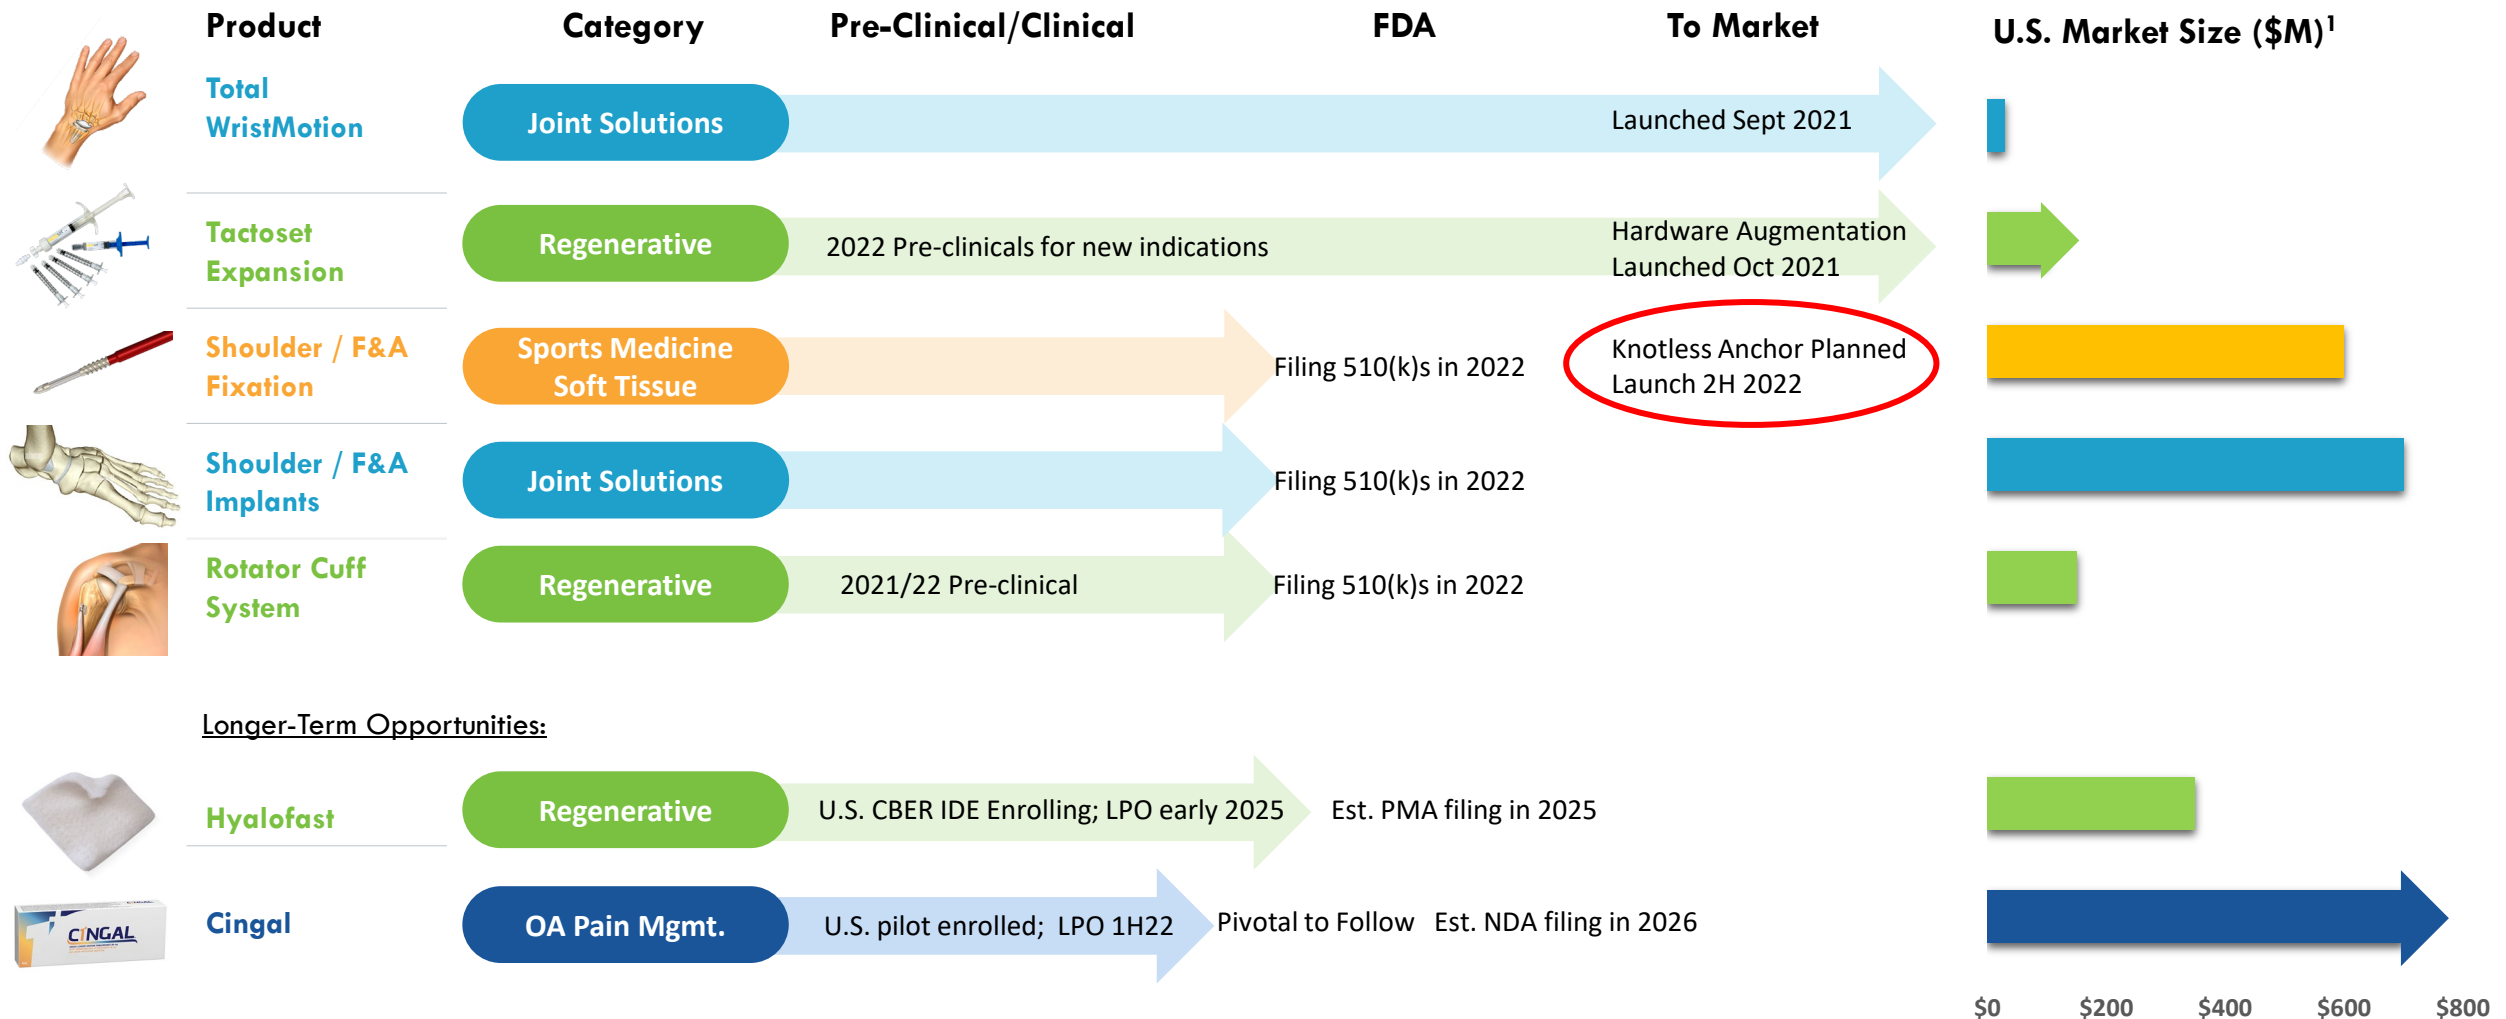 Product Category Pre-Clinical/Clinical FDA To Market U.S. Market Size ($M)1
Total
WristMotion
Joint Solutions
Launched Sept 2021
Tactoset
Expansion
Regenerative
2022 Pre-clinicals for new indications
Hardware Augmentation
Launched Oct 2021
Shoulder / F&A
Fixation
Sports Medicine
Soft Tissue
Filing 510(k)s in 2022
Knotless Anchor Planned
Launch 2H 2022
Shoulder / F&A
Implants
Joint Solutions
Filing 510(k)s in 2022
Rotator Cuff
System
Regenerative
2021/22 Pre-clinical
Filing 510(k)s in 2022
Longer-Term Opportunities:
Hyalofast
Regenerative
U.S. CBER IDE Enrolling; LPO early 2025
Est. PMA filing in 2025
CINGAL
Cingal
OA Pain Mgmt.
U.S. pilot enrolled; LPO 1H22
Pivotal to Follow
Est. NDA filing in 2026
$0 $200 $400 $600 $800